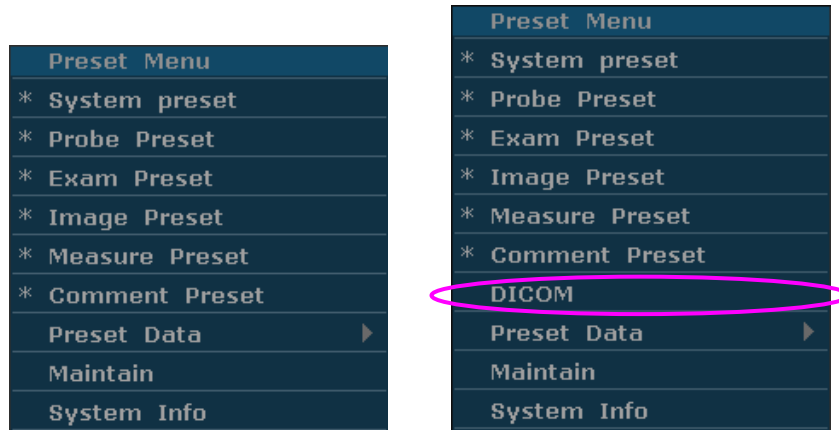 Preset Menu
* System preset
* Probe Preset
* Exam Preset
* Image Preset
* Measure Preset
* Comment Preset
Preset Data
Maintain
System Info
Preset Menu
* System preset
* Probe Preset
* Exam Preset
* Image Preset
* Measure Preset
* Comment Preset
DICOM
Preset Data
Maintain
System Info